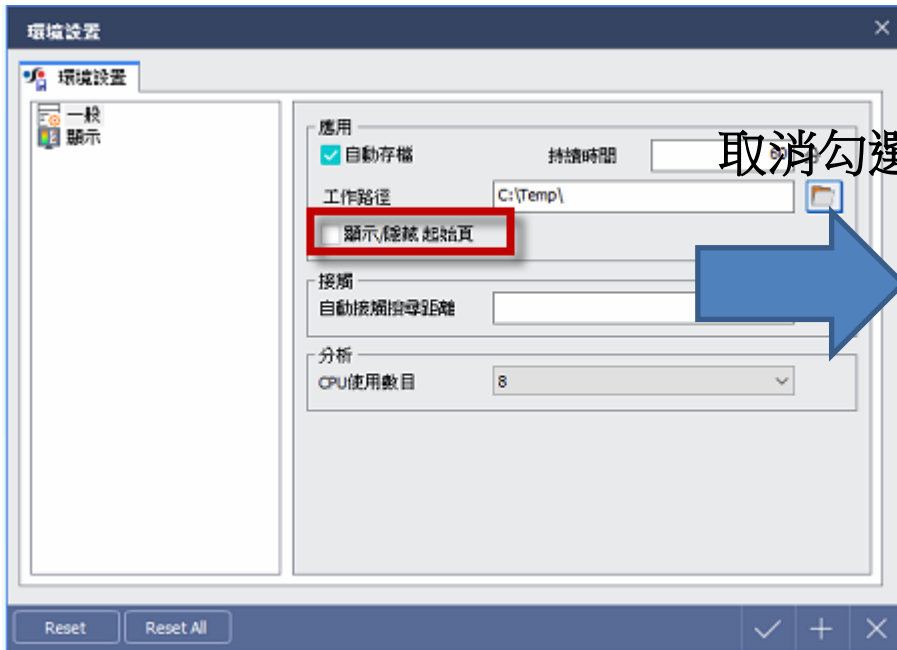 環境設置
環境設置
一般
顯示
應用
自動存檔
持續時間
60
取消勾選
工作路徑
C:\Temp\
顯示/隱藏 起始頁
接觸
自動接觸搜尋距離
分析
CPU使用數目
8
Reset
Reset All